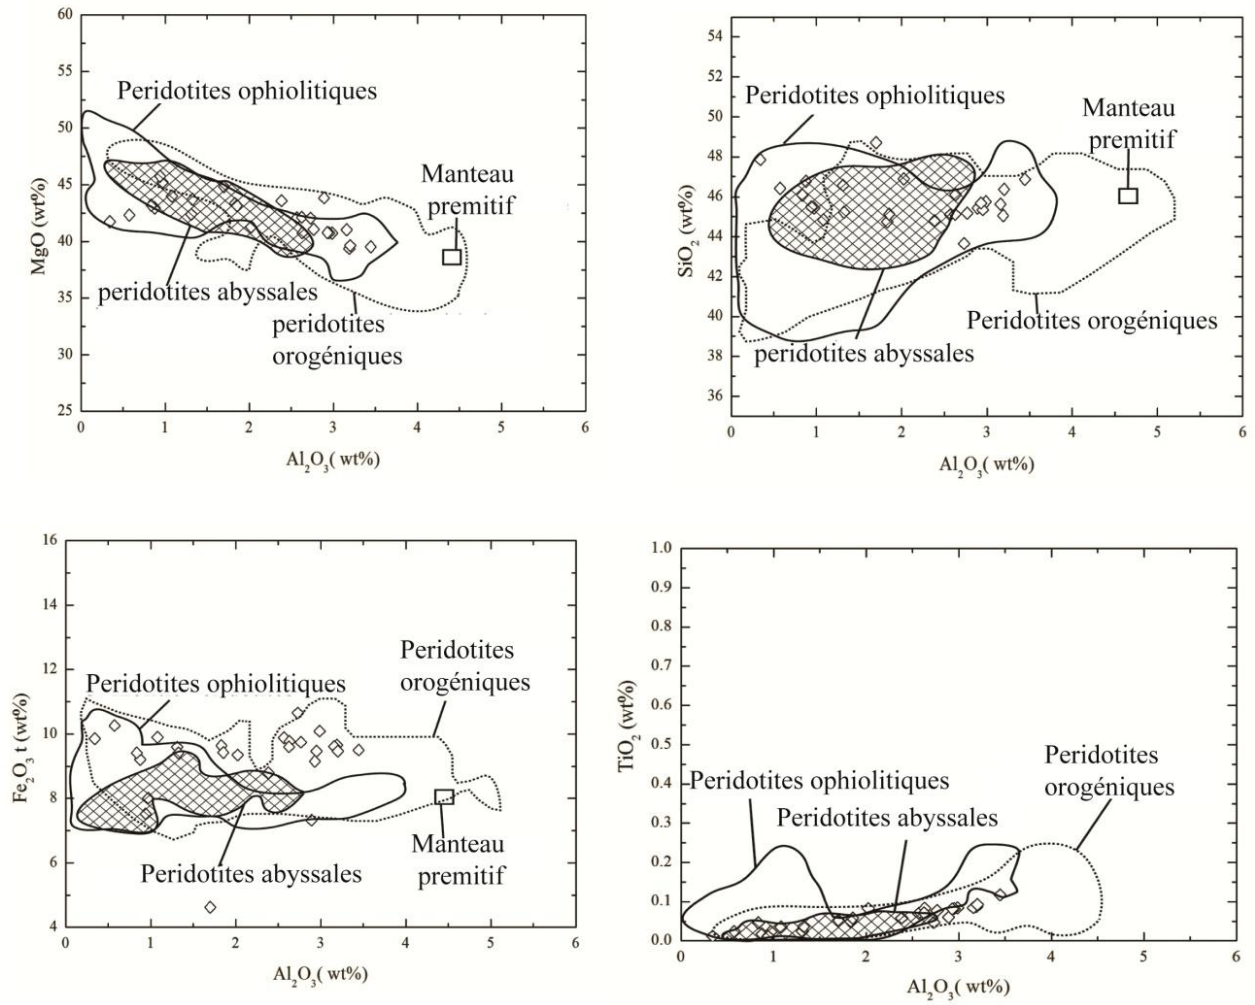 60
55
50
45
40
35
30
25
MgO (wt%)
Peridotites ophiolitiques
Manteau
premitif
peridotites abyssales
peridotites
orogéniques
0 1 2 3 4 5 6
Al₂O₃( wt%)
54
52
50
48
46
44
42
40
38
36
SiO₂ (wt%)
Peridotites ophiolitiques
Manteau
premitif
Peridotites orogéniques
peridotites abyssales
0 1 2 3 4 5 6
Al₂O₃( wt%)
16
14
12
10
8
6
4
Fe₂O₃ t (wt%)
Peridotites
orogéniques
Peridotites ophiolitiques
Manteau
premitif
Peridotites abyssales
0 1 2 3 4 5 6
Al₂O₃( wt%)
1.0
0.9
0.8
0.7
0.6
0.5
0.4
0.3
0.2
0.1
0.0
TiO₂ (wt%)
Peridotites
orogéniques
Peridotites ophiolitiques
Peridotites abyssales
0 1 2 3 4 5 6
Al₂O₃( wt%)